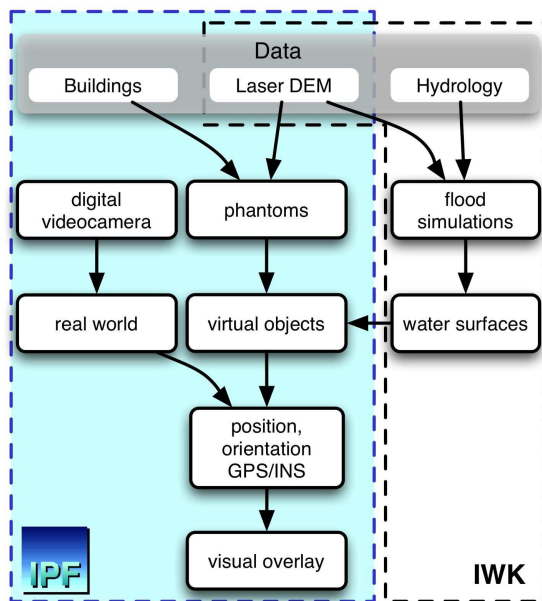 Data
Buildings
Laser DEM
Hydrology
digital
videocamera
phantoms
flood
simulations
real world
virtual objects
water surfaces
position,
orientation
GPS/INS
visual overlay
IPF
IWK